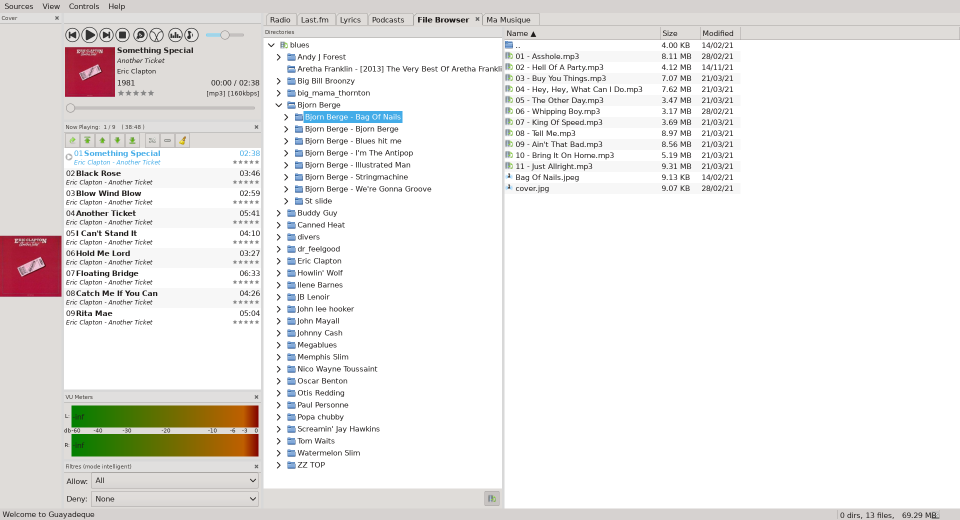 Sources View Controls Help
Cover
Something Special
Another Ticket
Eric Clapton
1981 00:00 / 02:38
[mp3] [160kbps]
Now Playing: 1 / 9 ( 38:48 )
01 Something Special 02:38
Eric Clapton - Another Ticket
02 Black Rose 03:46
Eric Clapton - Another Ticket
03 Blow Wind Blow 02:59
Eric Clapton - Another Ticket
04 Another Ticket 05:41
Eric Clapton - Another Ticket
05 I Can't Stand It 04:10
Eric Clapton - Another Ticket
06 Hold Me Lord 03:27
Eric Clapton - Another Ticket
07 Floating Bridge 06:33
Eric Clapton - Another Ticket
08 Catch Me If You Can 04:26
Eric Clapton - Another Ticket
09 Rita Mae 05:04
Eric Clapton - Another Ticket
VU Meters
L: -inf
db -60 -40 -30 -20 -10 -6 -3 0
R: -inf
Filtres (mode intelligent)
Allow: All
Deny: None
Radio Last.fm Lyrics Podcasts File Browser Ma Musique
Directories
blues
Andy J Forest
Aretha Franklin - [2013] The Very Best Of Aretha Frankli
Big Bill Broonzy
big_mama_thornton
Bjorn Berge
Bjorn Berge - Bag Of Nails
Bjorn Berge - Bjorn Berge
Bjorn Berge - Blues hit me
Bjorn Berge - I'm The Antipop
Bjorn Berge - Illustrated Man
Bjorn Berge - Stringmachine
Bjorn Berge - We're Gonna Groove
St slide
Buddy Guy
Canned Heat
divers
dr_feelgood
Eric Clapton
Howlin' Wolf
Ilene Barnes
JB Lenoir
John lee hooker
John Mayall
Johnny Cash
Megablues
Memphis Slim
Nico Wayne Toussaint
Oscar Benton
Otis Redding
Paul Personne
Popa chubby
Screamin' Jay Hawkins
Tom Waits
Watermelon Slim
ZZ TOP
Name ▲ Size Modified
.. 4.00 KB 14/02/21
01 - Asshole.mp3 8.11 MB 28/02/21
02 - Hell Of A Party.mp3 4.12 MB 14/11/21
03 - Buy You Things.mp3 7.07 MB 21/03/21
04 - Hey, Hey, What Can I Do.mp3 7.62 MB 21/03/21
05 - The Other Day.mp3 3.47 MB 21/03/21
06 - Whipping Boy.mp3 3.17 MB 28/02/21
07 - King Of Speed.mp3 3.69 MB 21/03/21
08 - Tell Me.mp3 8.97 MB 21/03/21
09 - Ain't That Bad.mp3 8.56 MB 21/03/21
10 - Bring It On Home.mp3 5.19 MB 21/03/21
11 - Just Allright.mp3 9.31 MB 21/03/21
Bag Of Nails.jpeg 9.13 KB 14/02/21
cover.jpg 9.07 KB 28/02/21
Welcome to Guayadeque 0 dirs, 13 files, 69.29 MB